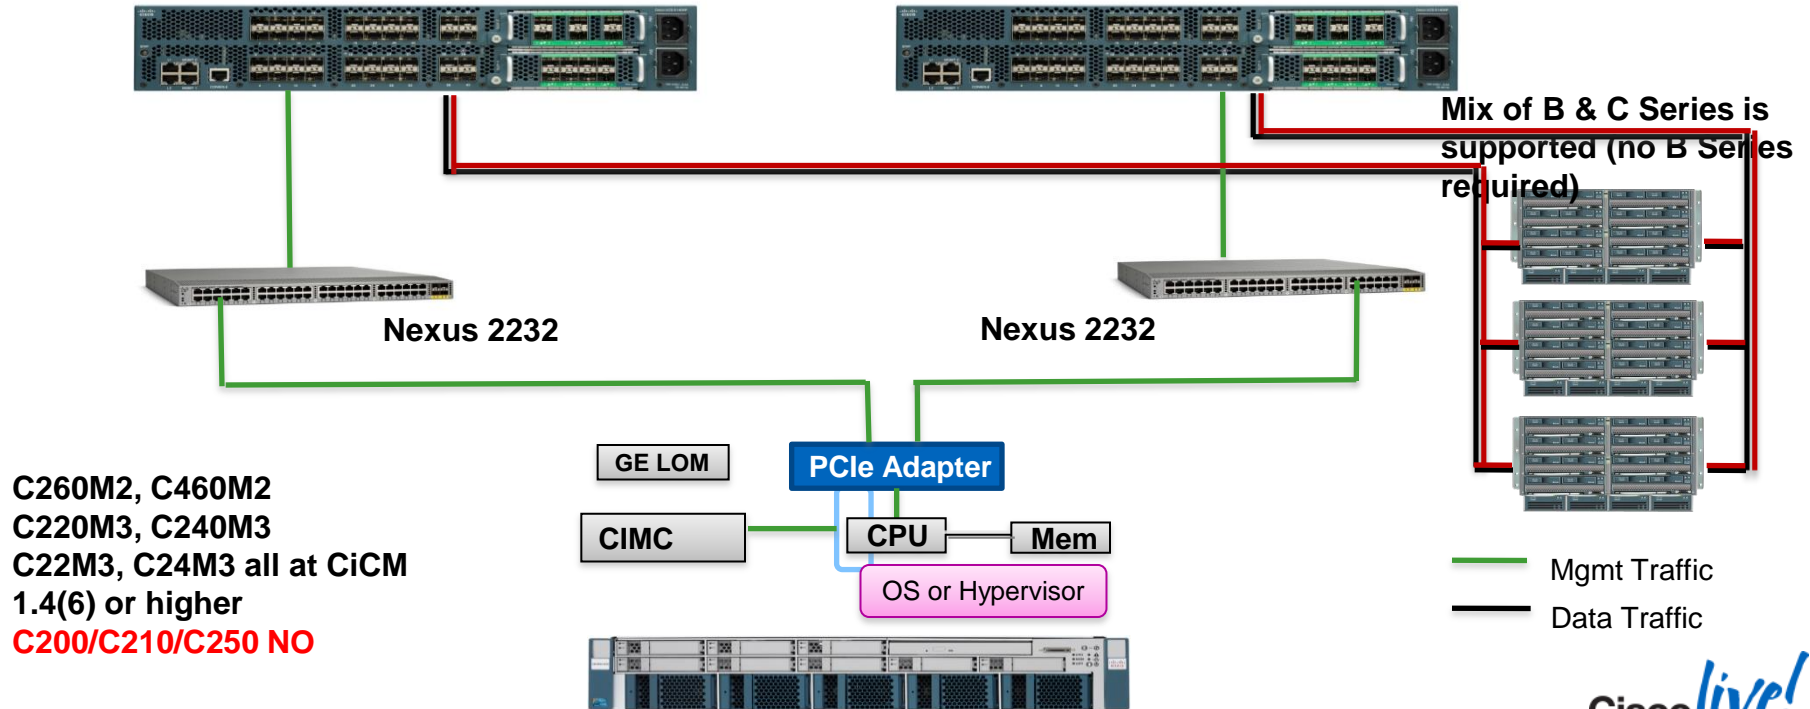 Mix of B & C Series is
supported (no B Series
required)
Nexus 2232
Nexus 2232
GE LOM
PCIe Adapter
C260M2, C460M2
C220M3, C240M3
C22M3, C24M3 all at CiCM
1.4(6) or higher
C200/C210/C250 NO
CIMC
CPU
Mem
OS or Hypervisor
Mgmt Traffic
Data Traffic
Cisco live!